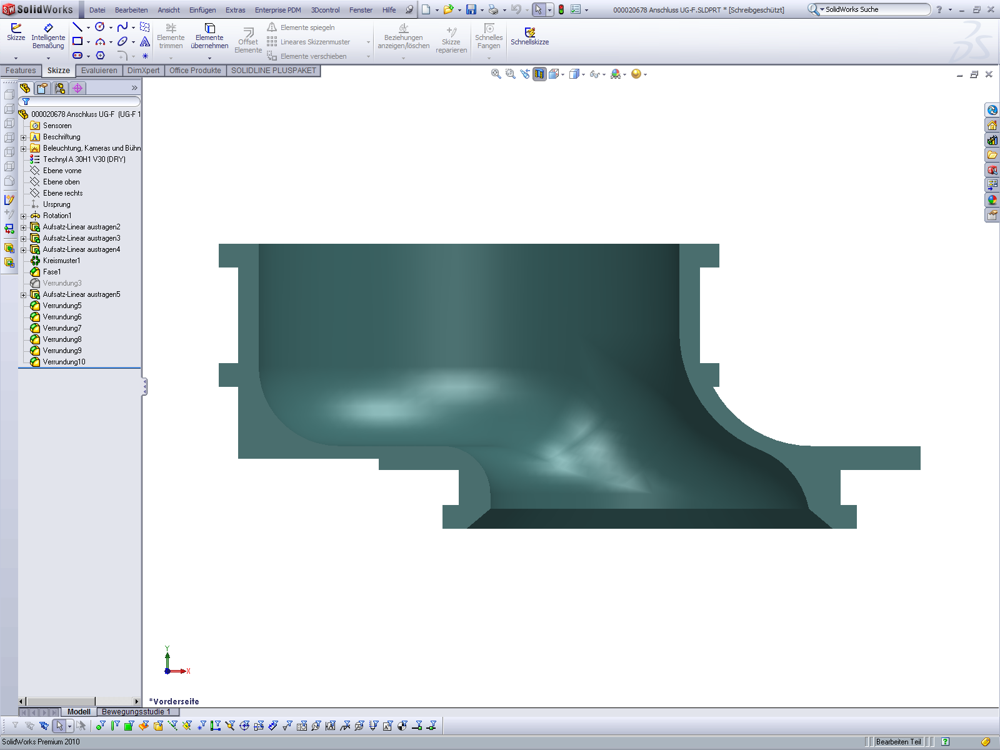 SolidWorks Datei Bearbeiten Ansicht Einfügen Extras Enterprise PDM 3Dcontrol Fenster Hilfe 000020678 Anschluss UG-F.SLDPRT * [Schreibgeschützt] SolidWorks Suche
Skizze
Intelligente Bemaßung
Elemente trimmen
Elemente übernehmen
Offset Elemente
Elemente spiegeln
Lineares Skizzenmuster
Elemente verschieben
Beziehungen anzeigen/löschen
Skizze reparieren
Schnelles Fangen
Schnellskizze
Features Skizze Evaluieren DimXpert Office Produkte SOLIDLINE PLUSPAKET
000020678 Anschluss UG-F (UG-F 1
Sensoren
Beschriftung
Beleuchtung, Kameras und Bühn
Technyl A 30H1 V30 (DRY)
Ebene vorne
Ebene oben
Ebene rechts
Ursprung
Rotation1
Aufsatz-Linear austragen2
Aufsatz-Linear austragen3
Aufsatz-Linear austragen4
Kreismuster1
Fase1
Verrundung3
Aufsatz-Linear austragen5
Verrundung5
Verrundung6
Verrundung7
Verrundung8
Verrundung9
Verrundung10
Y
X
*Vorderseite
Modell Bewegungsstudie 1
SolidWorks Premium 2010 Bearbeiten Teil